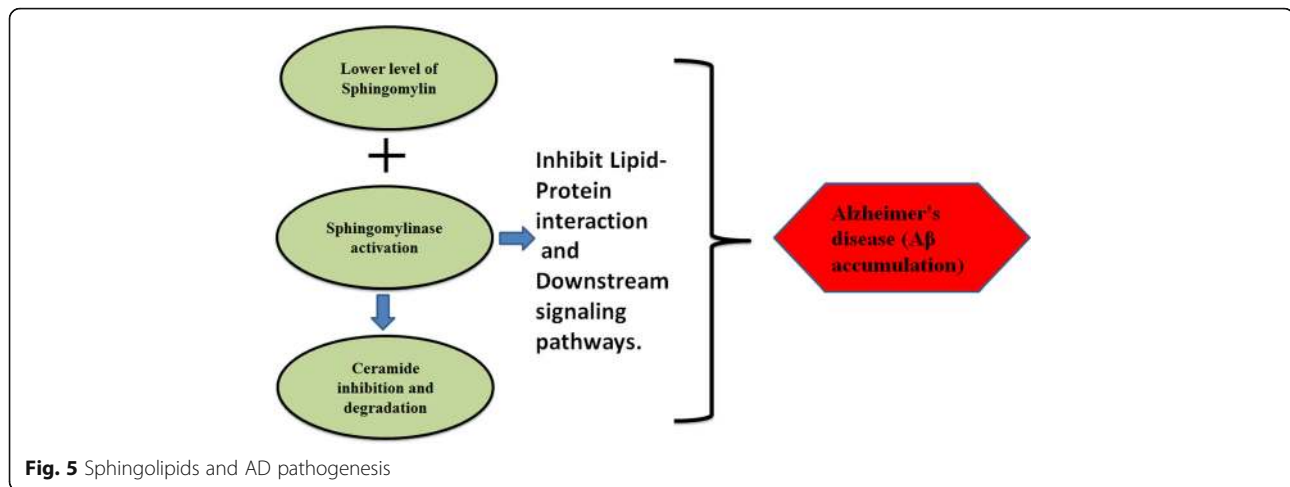 Lower level of
Sphingomylin
+
Sphingomylinase
activation
Ceramide
inhibition and
degradation
Inhibit Lipid-
Protein
interaction
and
Downstream
signaling
pathways.
Alzheimer's
disease (Aβ
accumulation)
Fig. 5 Sphingolipids and AD pathogenesis